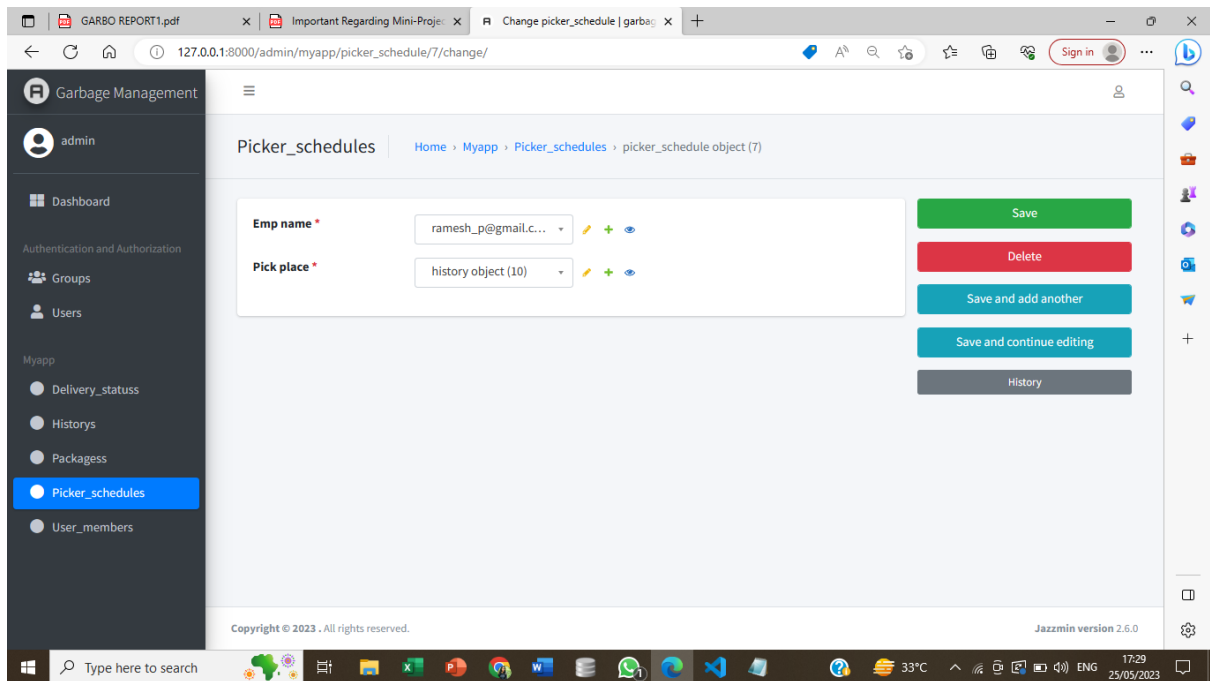 GARBO REPORT1.pdf
Important Regarding Mini-Projec
Change picker_schedule | garbag
127.0.0.1:8000/admin/myapp/picker_schedule/7/change/
Sign in
Garbage Management
admin
Picker_schedules
Home › Myapp › Picker_schedules › picker_schedule object (7)
Dashboard
Authentication and Authorization
Groups
Users
Myapp
Delivery_statuss
Historys
Packagess
Picker_schedules
User_members
Emp name *
ramesh_p@gmail.c...
Pick place *
history object (10)
Save
Delete
Save and add another
Save and continue editing
History
Copyright © 2023 . All rights reserved.
Jazzmin version 2.6.0
Type here to search
33°C
ENG
17:29
25/05/2023